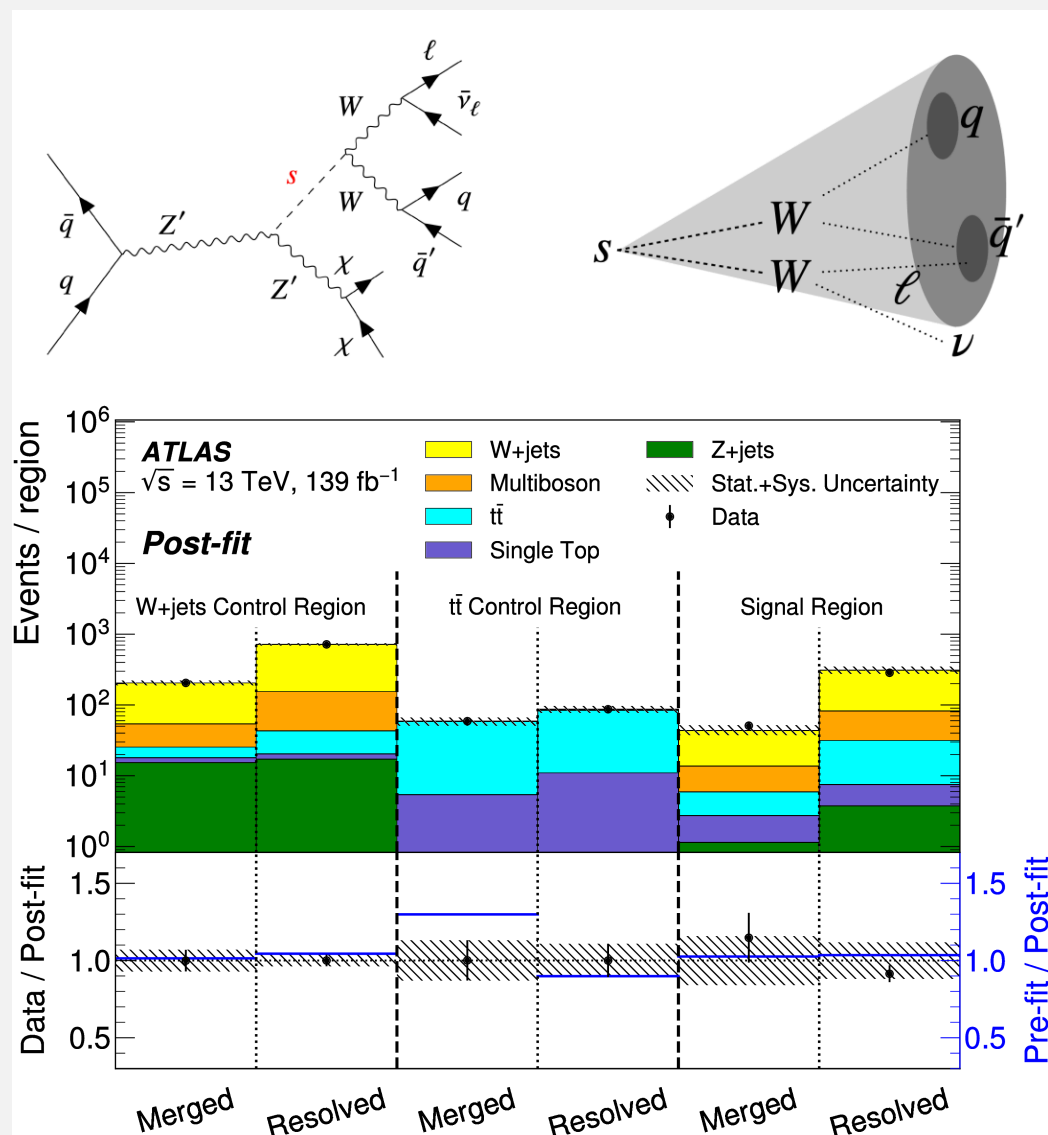 ℓ
W
ν̄ℓ
s
W
q
q̄′
q̄
Z′
q
Z′
χ
χ
q
W
q̄′
s
W
ℓ
ν
Events / region
10⁶
10⁵
10⁴
10³
10²
10¹
10⁰
ATLAS
√s = 13 TeV, 139 fb⁻¹
Post-fit
W+jets
Multiboson
tt̄
Single Top
Z+jets
Stat.+Sys. Uncertainty
Data
W+jets Control Region
tt̄ Control Region
Signal Region
Data / Post-fit
1.5
1.0
0.5
1.5
1.0
0.5
Pre-fit / Post-fit
Merged
Resolved
Merged
Resolved
Merged
Resolved